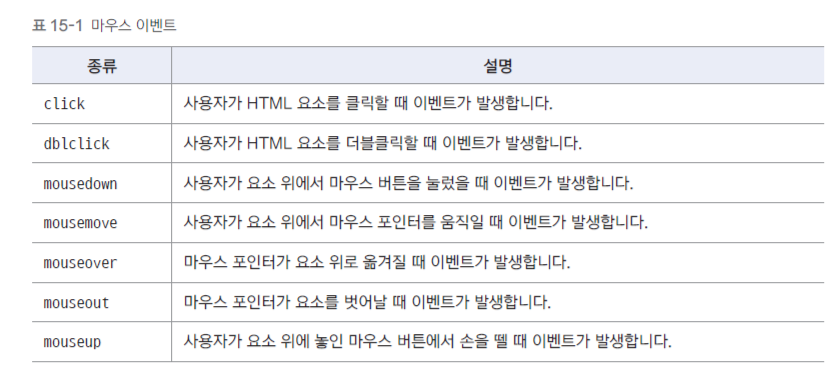 표 15-1 마우스 이벤트
종류 설명
click 사용자가 HTML 요소를 클릭할 때 이벤트가 발생합니다.
dblclick 사용자가 HTML 요소를 더블클릭할 때 이벤트가 발생합니다.
mousedown 사용자가 요소 위에서 마우스 버튼을 눌렀을 때 이벤트가 발생합니다.
mousemove 사용자가 요소 위에서 마우스 포인터를 움직일 때 이벤트가 발생합니다.
mouseover 마우스 포인터가 요소 위로 옮겨질 때 이벤트가 발생합니다.
mouseout 마우스 포인터가 요소를 벗어날 때 이벤트가 발생합니다.
mouseup 사용자가 요소 위에 놓인 마우스 버튼에서 손을 뗄 때 이벤트가 발생합니다.